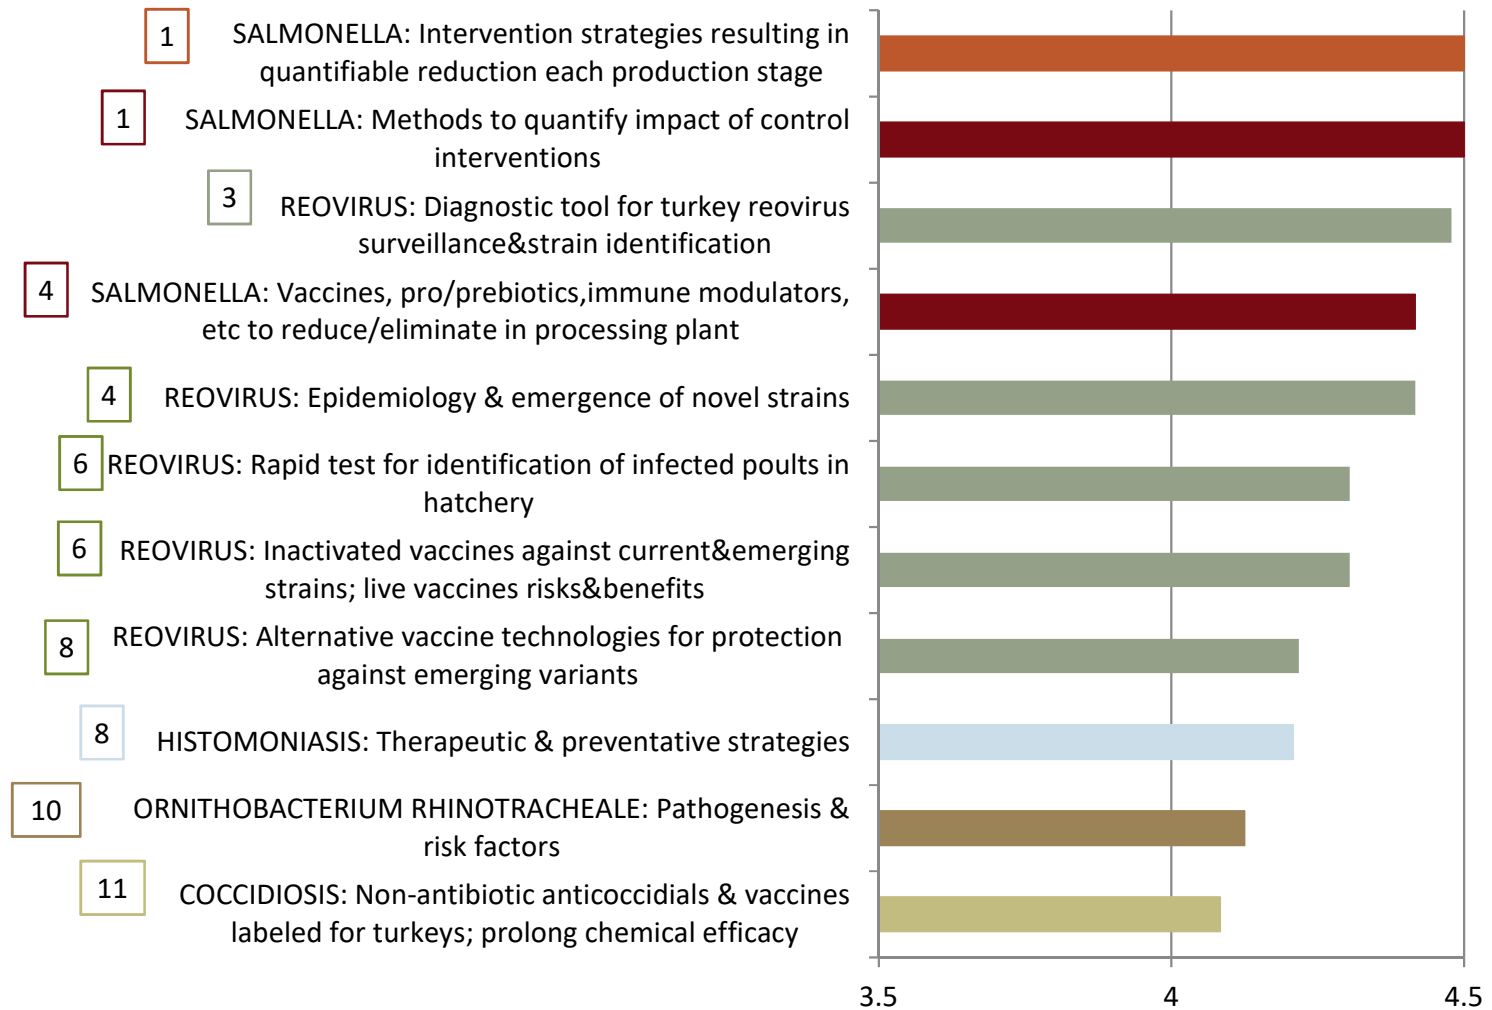 1
SALMONELLA: Intervention strategies resulting in
quantifiable reduction each production stage
1
SALMONELLA: Methods to quantify impact of control
interventions
3
REOVIRUS: Diagnostic tool for turkey reovirus
surveillance&strain identification
4
SALMONELLA: Vaccines, pro/prebiotics,immune modulators,
etc to reduce/eliminate in processing plant
4
REOVIRUS: Epidemiology & emergence of novel strains
6
REOVIRUS: Rapid test for identification of infected poults in
hatchery
6
REOVIRUS: Inactivated vaccines against current&emerging
strains; live vaccines risks&benefits
8
REOVIRUS: Alternative vaccine technologies for protection
against emerging variants
8
HISTOMONIASIS: Therapeutic & preventative strategies
10
ORNITHOBACTERIUM RHINOTRACHEALE: Pathogenesis &
risk factors
11
COCCIDIOSIS: Non-antibiotic anticoccidials & vaccines
labeled for turkeys; prolong chemical efficacy
3.5 4 4.5